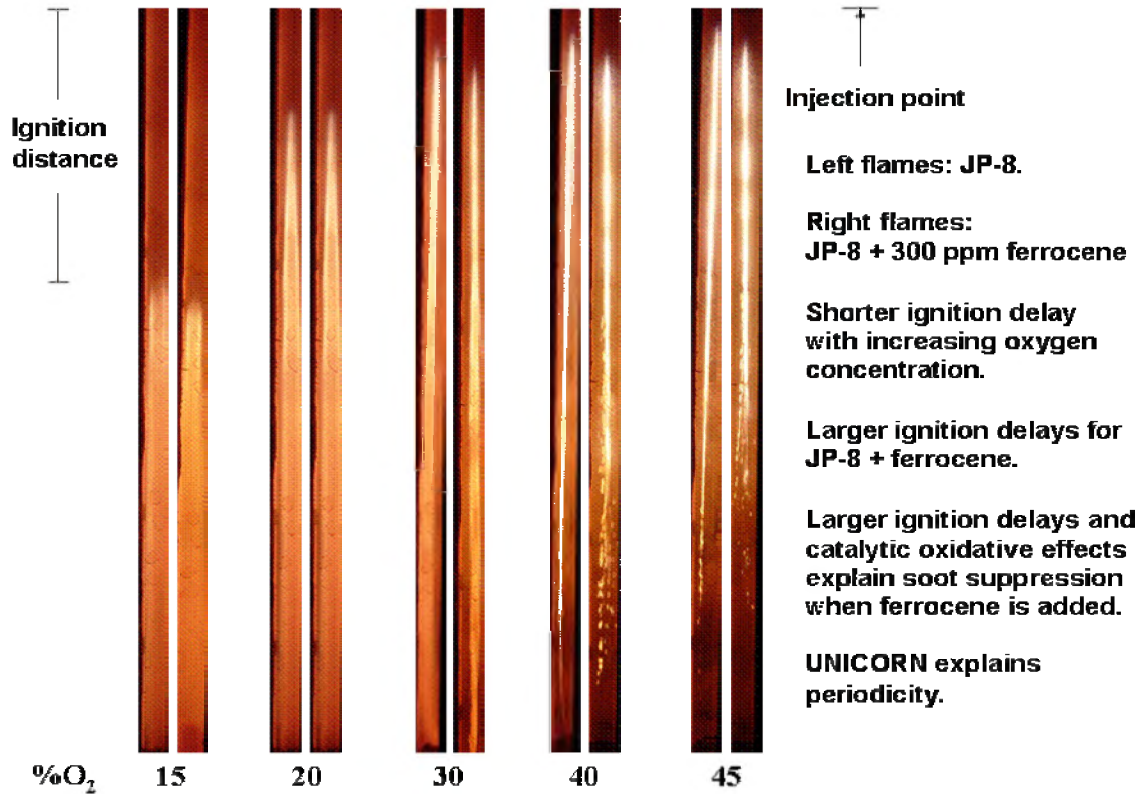 Ignition
distance
Injection point
Left flames: JP-8.
Right flames:
JP-8 + 300 ppm ferrocene
Shorter ignition delay
with increasing oxygen
concentration.
Larger ignition delays for
JP-8 + ferrocene.
Larger ignition delays and
catalytic oxidative effects
explain soot suppression
when ferrocene is added.
UNICORN explains
periodicity.
%O₂ 15 20 30 40 45